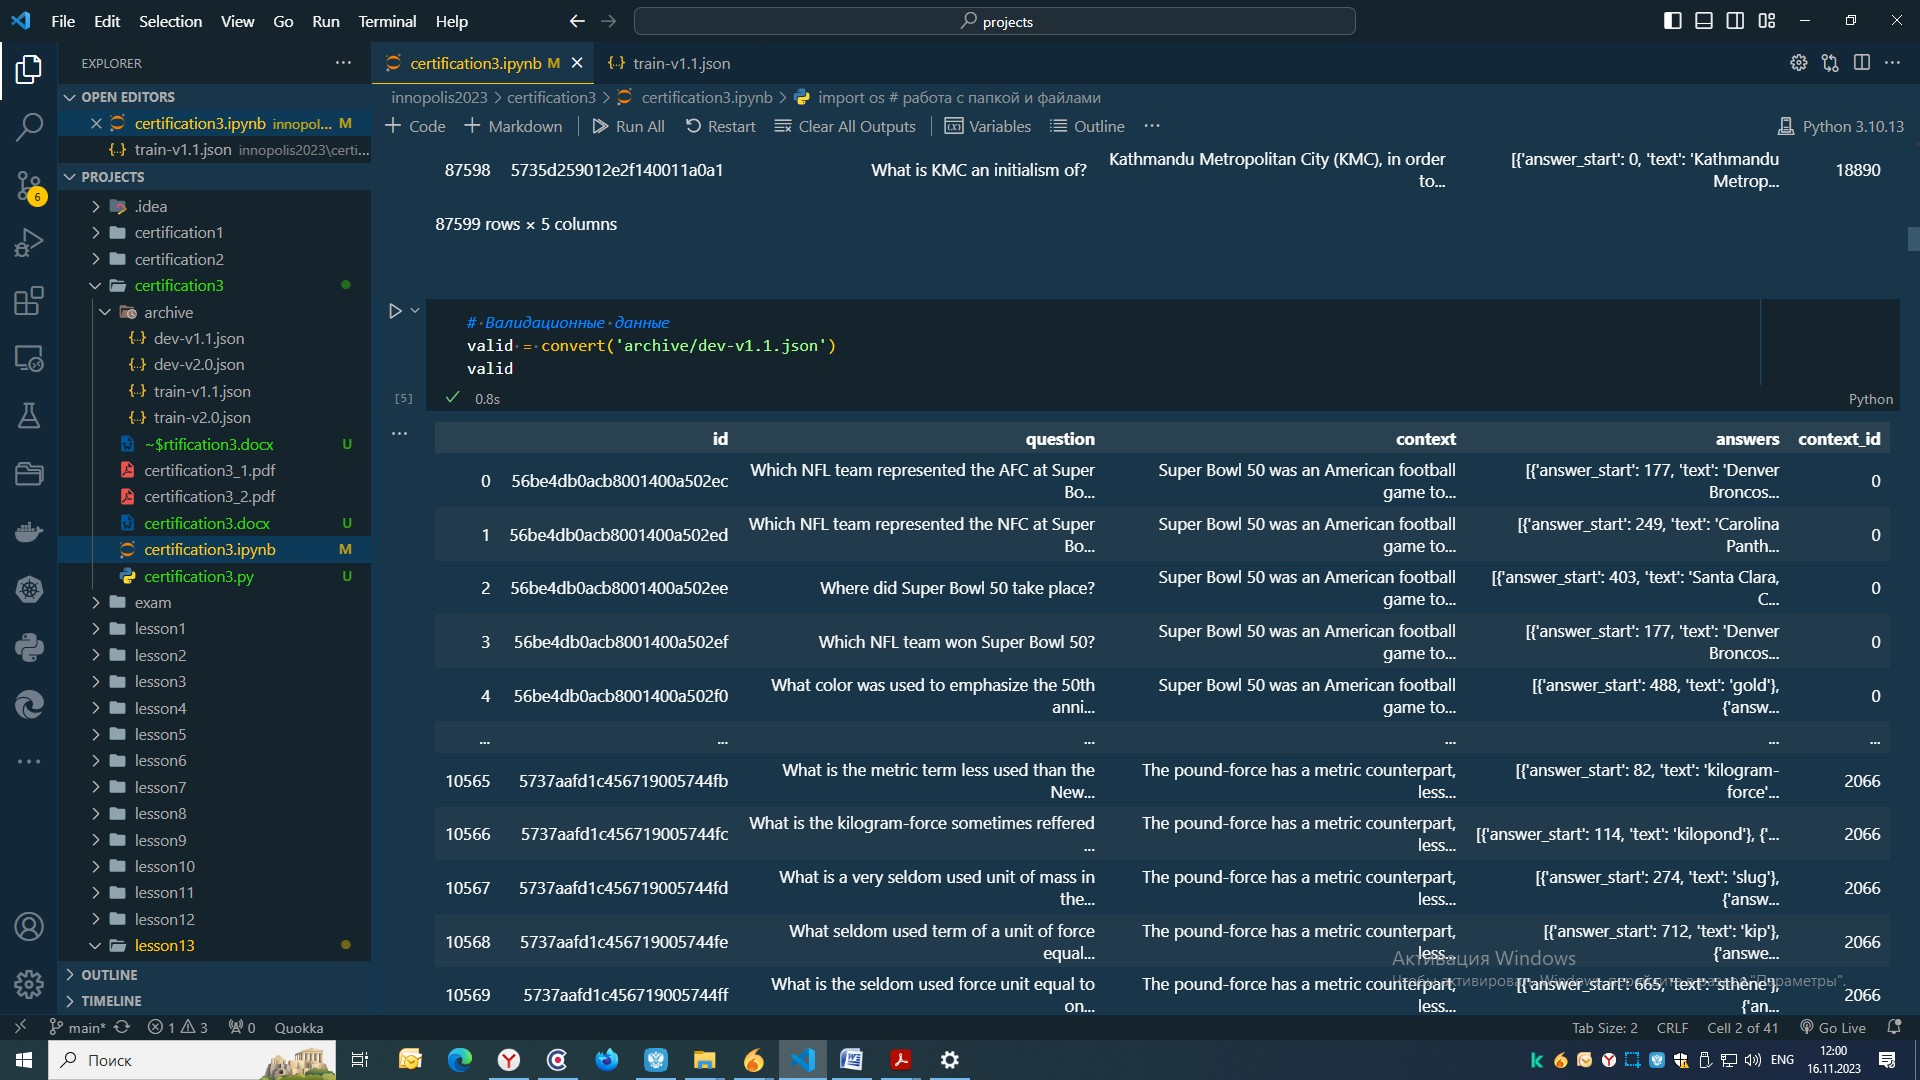 File Edit Selection View Go Run Terminal Help
projects
EXPLORER
certification3.ipynb M
train-v1.1.json
OPEN EDITORS
certification3.ipynb innopol... M
train-v1.1.json innopolis2023\certi...
PROJECTS
.idea
certification1
certification2
certification3
archive
dev-v1.1.json
dev-v2.0.json
train-v1.1.json
train-v2.0.json
~$rtification3.docx U
certification3_1.pdf
certification3_2.pdf
certification3.docx U
certification3.ipynb M
certification3.py U
exam
lesson1
lesson2
lesson3
lesson4
lesson5
lesson6
lesson7
lesson8
lesson9
lesson10
lesson11
lesson12
lesson13
OUTLINE
TIMELINE
6
innopolis2023 > certification3 > certification3.ipynb > import os # работа с папкой и файлами
Code Markdown Run All Restart Clear All Outputs Variables Outline ... Python 3.10.13
87598 5735d259012e2f140011a0a1 What is KMC an initialism of? Kathmandu Metropolitan City (KMC), in order to... [{'answer_start': 0, 'text': 'Kathmandu Metrop... 18890
87599 rows × 5 columns
# Валидационные данные
valid = convert('archive/dev-v1.1.json')
valid
[5] 0.8s Python
id question context answers context_id
0 56be4db0acb8001400a502ec Which NFL team represented the AFC at Super Bo... Super Bowl 50 was an American football game to... [{'answer_start': 177, 'text': 'Denver Broncos... 0
1 56be4db0acb8001400a502ed Which NFL team represented the NFC at Super Bo... Super Bowl 50 was an American football game to... [{'answer_start': 249, 'text': 'Carolina Panth... 0
2 56be4db0acb8001400a502ee Where did Super Bowl 50 take place? Super Bowl 50 was an American football game to... [{'answer_start': 403, 'text': 'Santa Clara, C... 0
3 56be4db0acb8001400a502ef Which NFL team won Super Bowl 50? Super Bowl 50 was an American football game to... [{'answer_start': 177, 'text': 'Denver Broncos... 0
4 56be4db0acb8001400a502f0 What color was used to emphasize the 50th anni... Super Bowl 50 was an American football game to... [{'answer_start': 488, 'text': 'gold'}, {'answ... 0
... ... ... ... ... ...
10565 5737aafd1c456719005744fb What is the metric term less used than the New... The pound-force has a metric counterpart, less... [{'answer_start': 82, 'text': 'kilogram-force'... 2066
10566 5737aafd1c456719005744fc What is the kilogram-force sometimes reffered ... The pound-force has a metric counterpart, less... [{'answer_start': 114, 'text': 'kilopond'}, {'... 2066
10567 5737aafd1c456719005744fd What is a very seldom used unit of mass in the... The pound-force has a metric counterpart, less... [{'answer_start': 274, 'text': 'slug'}, {'answ... 2066
10568 5737aafd1c456719005744fe What seldom used term of a unit of force equal... The pound-force has a metric counterpart, less... [{'answer_start': 712, 'text': 'kip'}, {'answe... 2066
10569 5737aafd1c456719005744ff What is the seldom used force unit equal to on... The pound-force has a metric counterpart, less... [{'answer_start': 665, 'text': 'sthène'}, {'an... 2066
Активация Windows
Чтобы активировать Windows, перейдите в раздел "Параметры".
main* 1 3 0 Quokka Tab Size: 2 CRLF Cell 2 of 41 Go Live
Поиск
ENG
12:00
16.11.2023